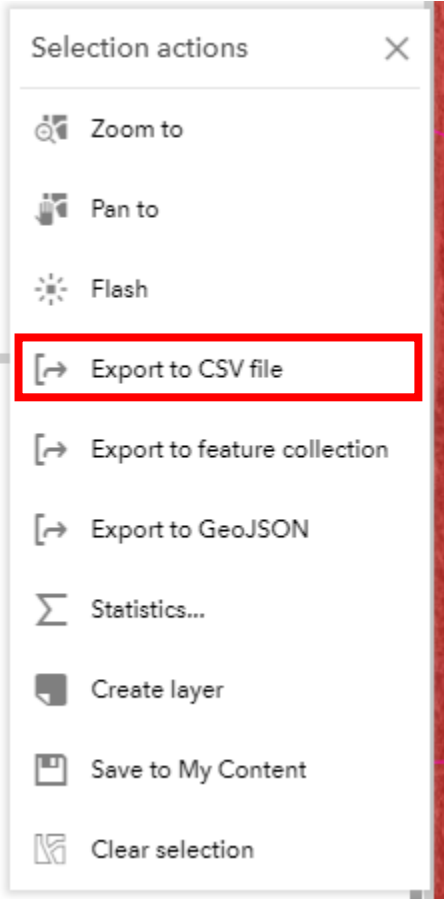 Selection actions
Zoom to
Pan to
Flash
Export to CSV file
Export to feature collection
Export to GeoJSON
Statistics...
Create layer
Save to My Content
Clear selection